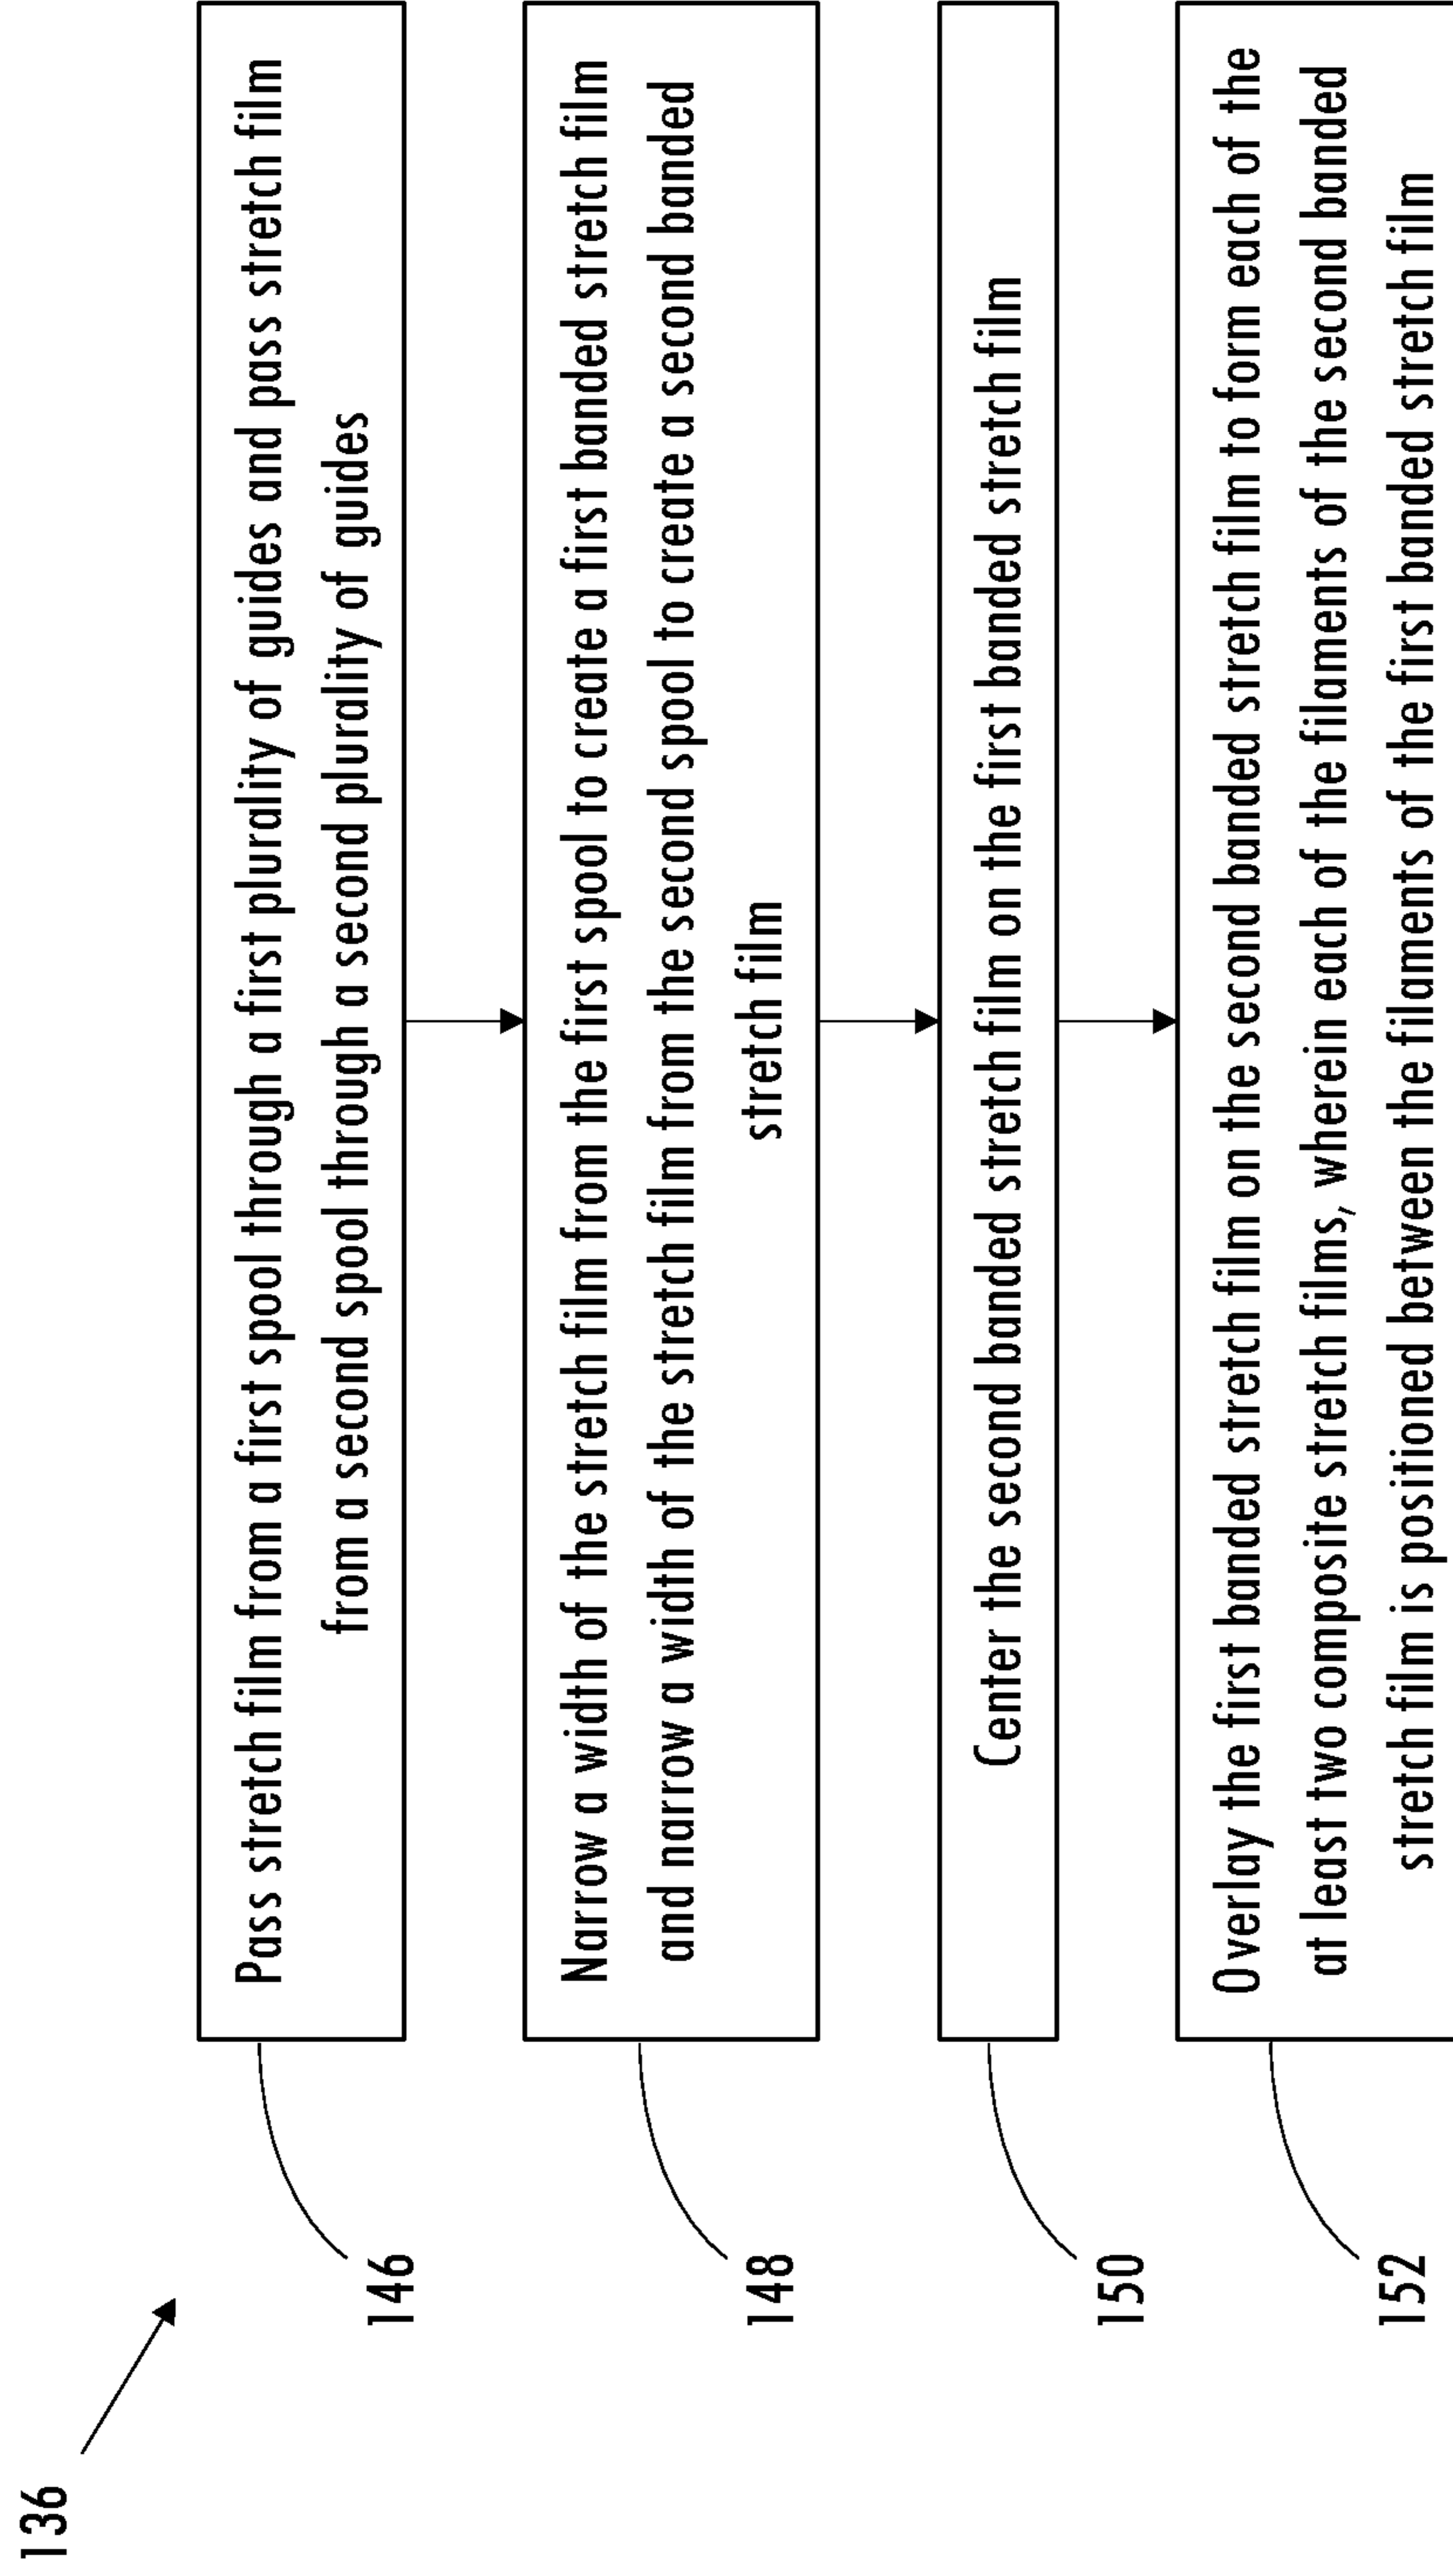 136
146
Pass stretch film from a first spool through a first plurality of guides and pass stretch film
from a second spool through a second plurality of guides
148
Narrow a width of the stretch film from the first spool to create a first banded stretch film
and narrow a width of the stretch film from the second spool to create a second banded
stretch film
150
Center the second banded stretch film on the first banded stretch film
152
Overlay the first banded stretch film on the second banded stretch film to form each of the
at least two composite stretch films, wherein each of the filaments of the second banded
stretch film is positioned between the filaments of the first banded stretch film